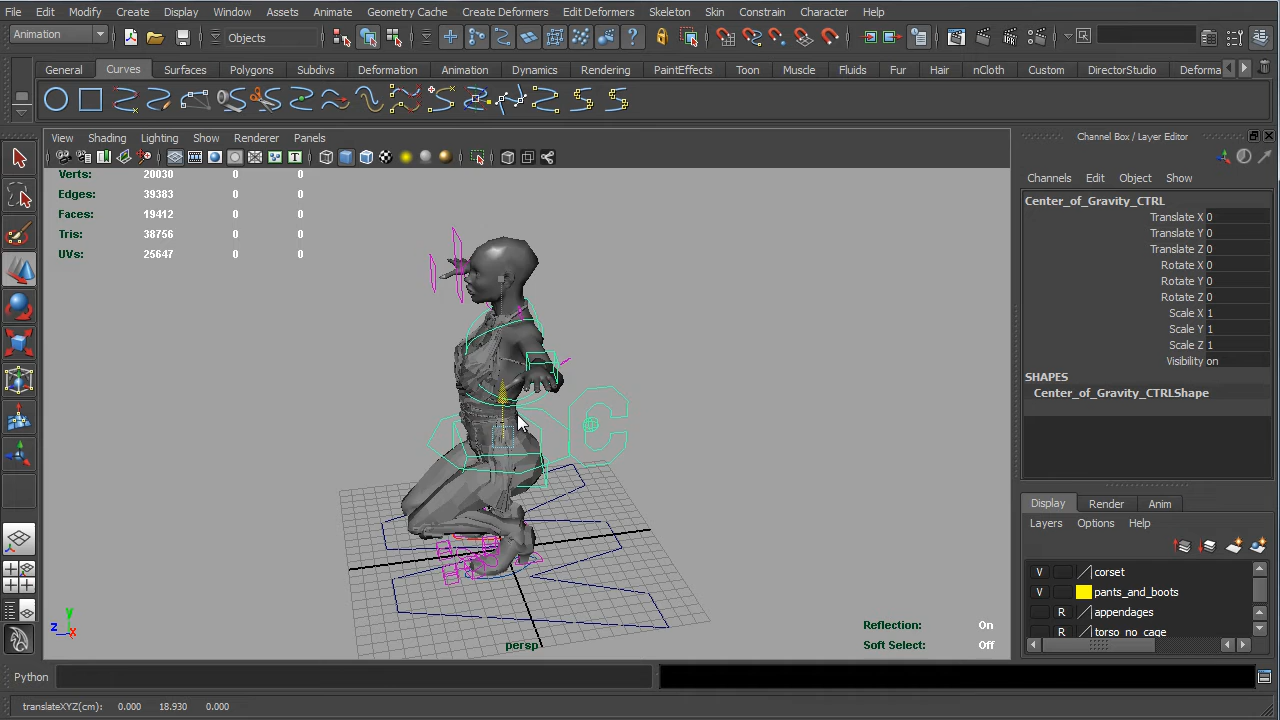 File Edit Modify Create Display Window Assets Animate Geometry Cache Create Deformers Edit Deformers Skeleton Skin Constrain Character Help
Animation Objects
General Curves Surfaces Polygons Subdivs Deformation Animation Dynamics Rendering PaintEffects Toon Muscle Fluids Fur Hair nCloth Custom DirectorStudio Deforma
Channel Box / Layer Editor
View Shading Lighting Show Renderer Panels
Channels Edit Object Show
Verts: 20030 0 0
Edges: 39383 0 0
Faces: 19412 0 0
Tris: 38756 0 0
UVs: 25647 0 0
Center_of_Gravity_CTRL
Translate X 0
Translate Y 0
Translate Z 0
Rotate X 0
Rotate Y 0
Rotate Z 0
Scale X 1
Scale Y 1
Scale Z 1
Visibility on
SHAPES
Center_of_Gravity_CTRLShape
C G
Display Render Anim
Layers Options Help
V corset
V pants_and_boots
R appendages
R torso_no_cage
y
z x
persp
Reflection: On
Soft Select: Off
Python
translateXYZ(cm): 0.000 18.930 0.000